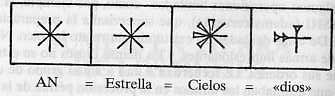 AN = Estrella = Cielos = «dios»